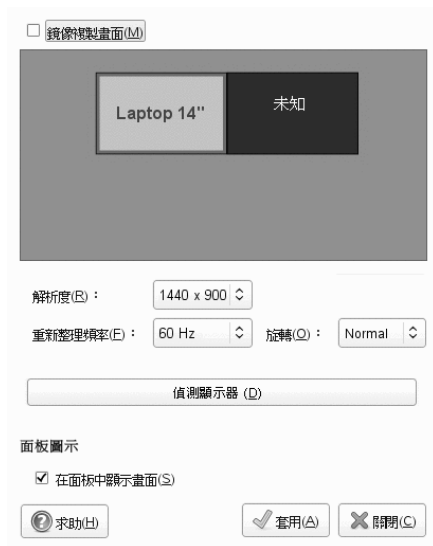 鏡像複製畫面(M)
Laptop 14"
未知
解析度(R)：
1440 x 900
重新整理頻率(F)：
60 Hz
旋轉(O)：
Normal
偵測顯示器 (D)
面板圖示
在面板中顯示畫面(S)
求助(H)
套用(A)
關閉(C)